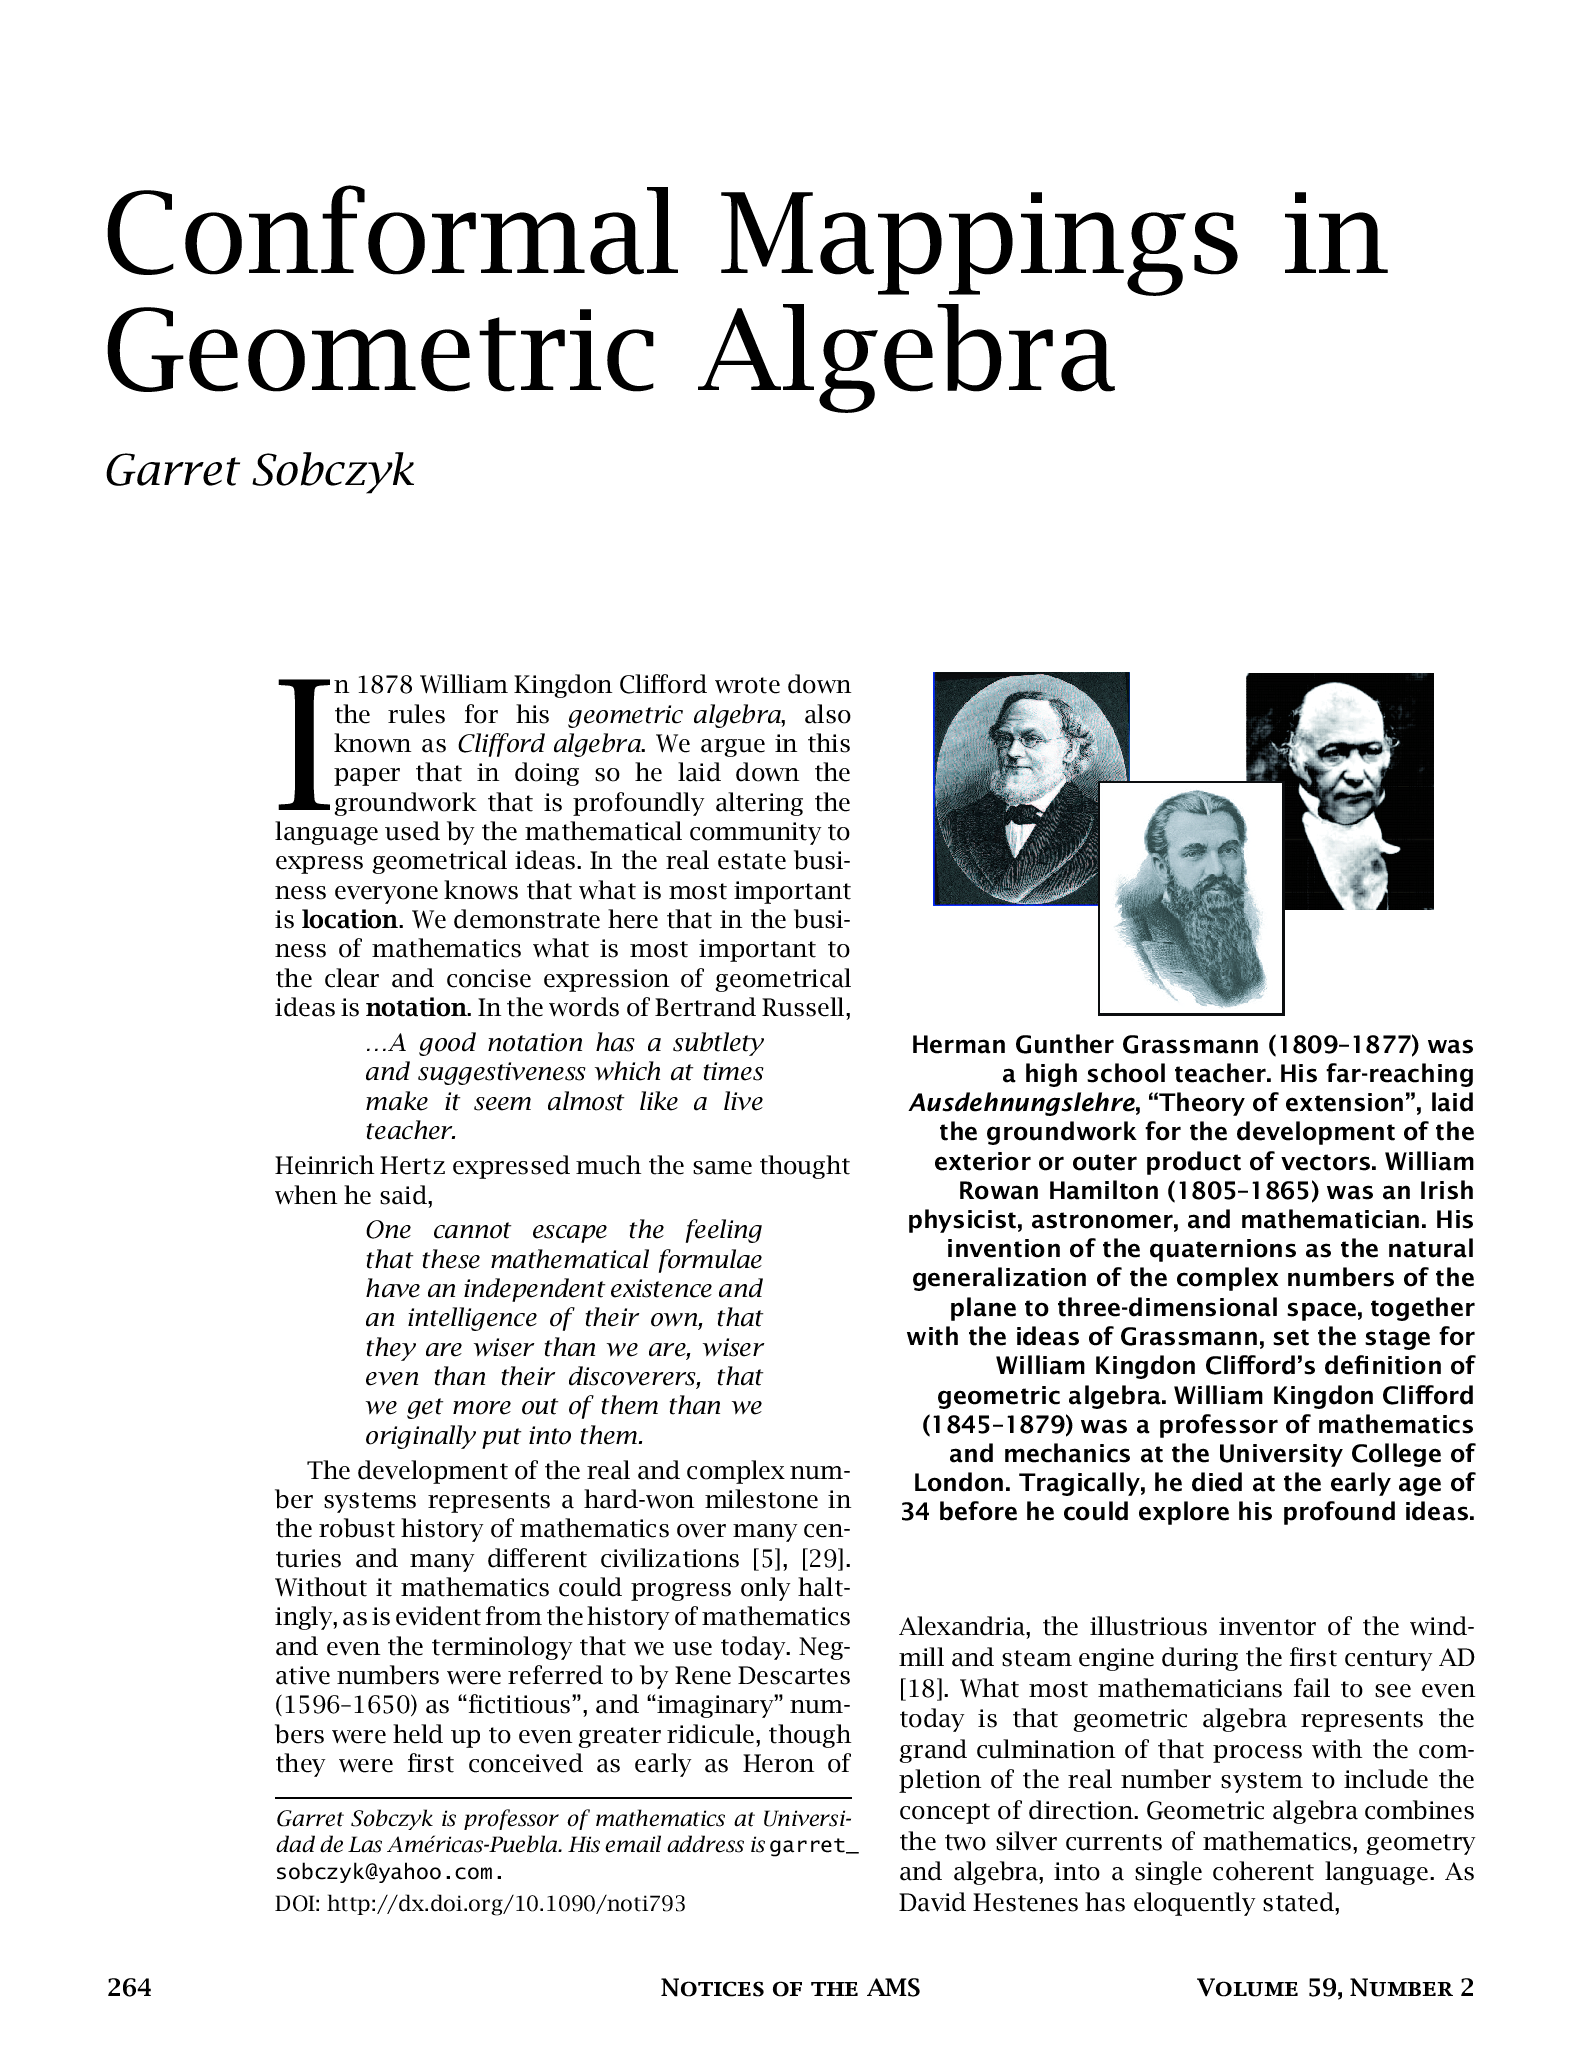 Conformal Mappings in
Geometric Algebra
Garret Sobczyk
In 1878 William Kingdon Clifford wrote down
the rules for his geometric algebra, also
known as Clifford algebra. We argue in this
paper that in doing so he laid down the
groundwork that is profoundly altering the
language used by the mathematical community to
express geometrical ideas. In the real estate busi-
ness everyone knows that what is most important
is location. We demonstrate here that in the busi-
ness of mathematics what is most important to
the clear and concise expression of geometrical
ideas is notation. In the words of Bertrand Russell,
…A good notation has a subtlety
and suggestiveness which at times
make it seem almost like a live
teacher.
Heinrich Hertz expressed much the same thought
when he said,
One cannot escape the feeling
that these mathematical formulae
have an independent existence and
an intelligence of their own, that
they are wiser than we are, wiser
even than their discoverers, that
we get more out of them than we
originally put into them.
The development of the real and complex num-
ber systems represents a hard-won milestone in
the robust history of mathematics over many cen-
turies and many different civilizations [5], [29].
Without it mathematics could progress only halt-
ingly, as is evident from the history of mathematics
and even the terminology that we use today. Neg-
ative numbers were referred to by Rene Descartes
(1596–1650) as “fictitious”, and “imaginary” num-
bers were held up to even greater ridicule, though
they were first conceived as early as Heron of
Garret Sobczyk is professor of mathematics at Universi-
dad de Las Américas-Puebla. His email address is garret_
sobczyk@yahoo.com.
DOI: http://dx.doi.org/10.1090/noti793
Herman Gunther Grassmann (1809–1877) was
a high school teacher. His far-reaching
Ausdehnungslehre, “Theory of extension”, laid
the groundwork for the development of the
exterior or outer product of vectors. William
Rowan Hamilton (1805–1865) was an Irish
physicist, astronomer, and mathematician. His
invention of the quaternions as the natural
generalization of the complex numbers of the
plane to three-dimensional space, together
with the ideas of Grassmann, set the stage for
William Kingdon Clifford’s definition of
geometric algebra. William Kingdon Clifford
(1845–1879) was a professor of mathematics
and mechanics at the University College of
London. Tragically, he died at the early age of
34 before he could explore his profound ideas.
Alexandria, the illustrious inventor of the wind-
mill and steam engine during the first century AD
[18]. What most mathematicians fail to see even
today is that geometric algebra represents the
grand culmination of that process with the com-
pletion of the real number system to include the
concept of direction. Geometric algebra combines
the two silver currents of mathematics, geometry
and algebra, into a single coherent language. As
David Hestenes has eloquently stated,
264 Notices of the AMS Volume 59, Number 2